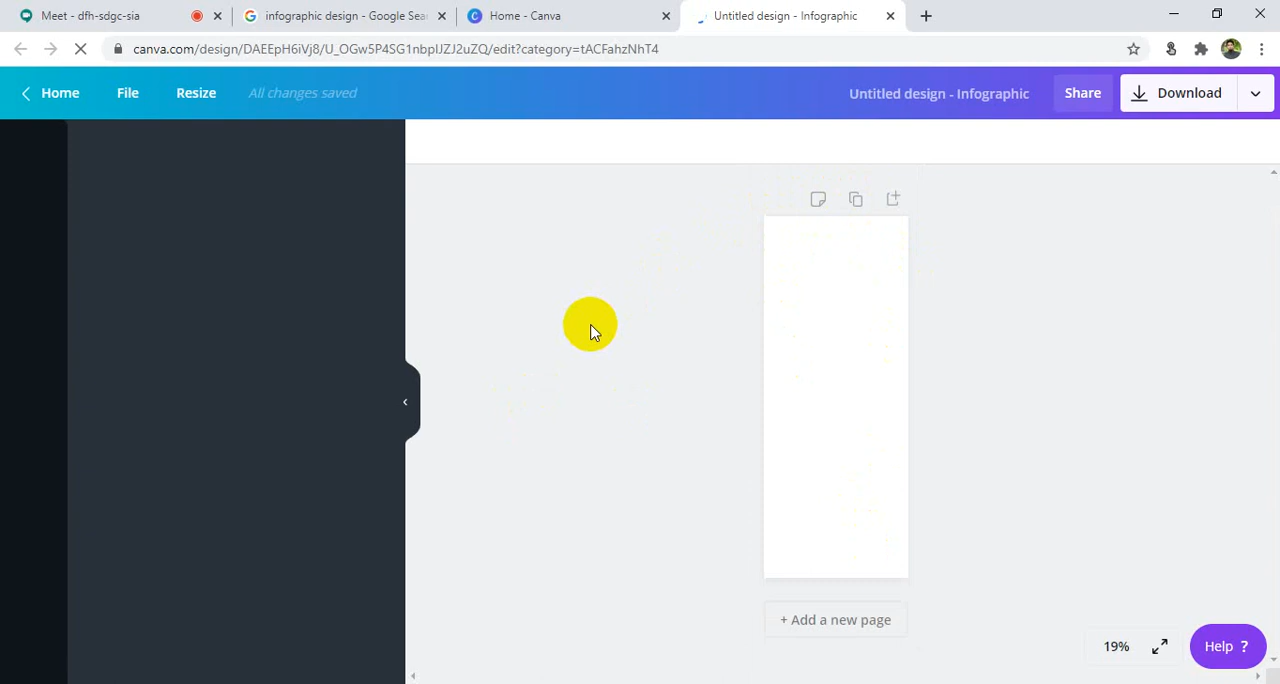 Meet - dfh-sdgc-sia
infographic design - Google Sea
Home - Canva
Untitled design - Infographic
canva.com/design/DAEEpH6iVj8/U_OGw5P4SG1nbpIJZJ2uZQ/edit?category=tACFahzNhT4
Home
File
Resize
All changes saved
Untitled design - Infographic
Share
Download
+ Add a new page
19%
Help ?